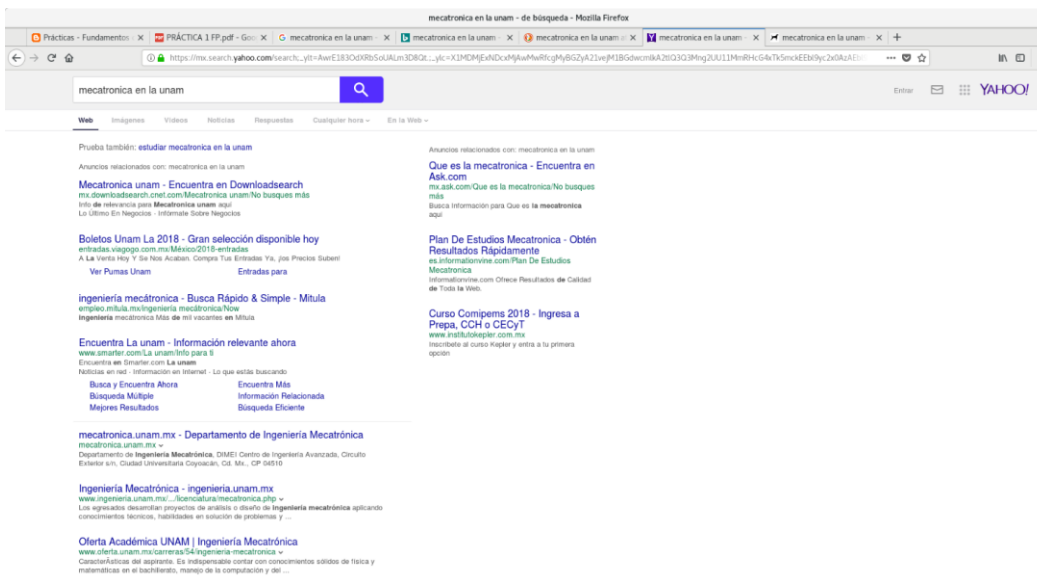 mecatronica en la unam - de búsqueda - Mozilla Firefox
Prácticas - Fundamentos
PRÁCTICA 1 FP.pdf - Goo
mecatronica en la unam -
mecatronica en la unam -
mecatronica en la unam a
mecatronica en la unam -
mecatronica en la unam -
mecatronica en la unam
Entrar
YAHOO!
Web Imágenes Videos Noticias Respuestas Cualquier hora En la Web
Prueba también: estudiar mecatronica en la unam
Anuncios relacionados con: mecatronica en la unam
Mecatronica unam - Encuentra en Downloadsearch
mx.downloadsearch.cnet.com/Mecatronica unam/No busques
más
Info de relevancia para Mecatronica unam aquí
Lo Último En Negocios - Infórmate Sobre Negocios
Boletos Unam La 2018 - Gran selección disponible hoy
entradas.viagogo.com.mx/México/2018-entradas
A La Venta Hoy Y Se Nos Acaban. Compra Tus Entradas Ya, ¡los Precios Suben!
Ver Pumas Unam Entradas para
ingeniería mecátronica - Busca Rápido & Simple - Mitula
empleo.mitula.mx/ingeniería mecátronica/Now
ingeniería mecátronica Más de mil vacantes en Mitula
Encuentra La unam - Información relevante ahora
www.smarter.com/La unam/Info para ti
Encuentra en Smarter.com La unam
Noticias en red - Información en Internet - Lo que estás buscando
Busca y Encuentra Ahora Encuentra Más
Búsqueda Múltiple Información Relacionada
Mejores Resultados Búsqueda Eficiente
mecatronica.unam.mx - Departamento de Ingeniería Mecatrónica
mecatronica.unam.mx
Departamento de Ingeniería Mecatrónica, DIMEI Centro de Ingeniería Avanzada, Circuito
Exterior s/n, Ciudad Universitaria Coyoacán, Cd. Mx., CP 04510
Ingeniería Mecatrónica - ingenieria.unam.mx
www.ingenieria.unam.mx/.../licenciatura/mecatronica.php
Los egresados desarrollan proyectos de análisis o diseño de Ingeniería mecatrónica aplicando
conocimientos técnicos, habilidades en solución de problemas y ...
Oferta Académica UNAM | Ingeniería Mecatrónica
www.oferta.unam.mx/carreras/54/ingenieria-mecatronica
CaracterÃsticas del aspirante. Es indispensable contar con conocimientos sólidos de física y
matemáticas en el bachillerato, manejo de la computación y del ...
Anuncios relacionados con: mecatronica en la unam
Que es la mecatronica - Encuentra en
Ask.com
mx.ask.com/Que es la mecatronica/No busques
más
Busca Información para Que es la mecatronica
aquí
Plan De Estudios Mecatronica - Obtén
Resultados Rápidamente
es.informationvine.com/Plan De Estudios
Mecatronica
Informationvine.com Ofrece Resultados de Calidad
de Toda la Web.
Curso Comipems 2018 - Ingresa a
Prepa, CCH o CECyT
www.institutokepler.com.mx
Inscríbete al curso Kepler y entra a tu primera
opción